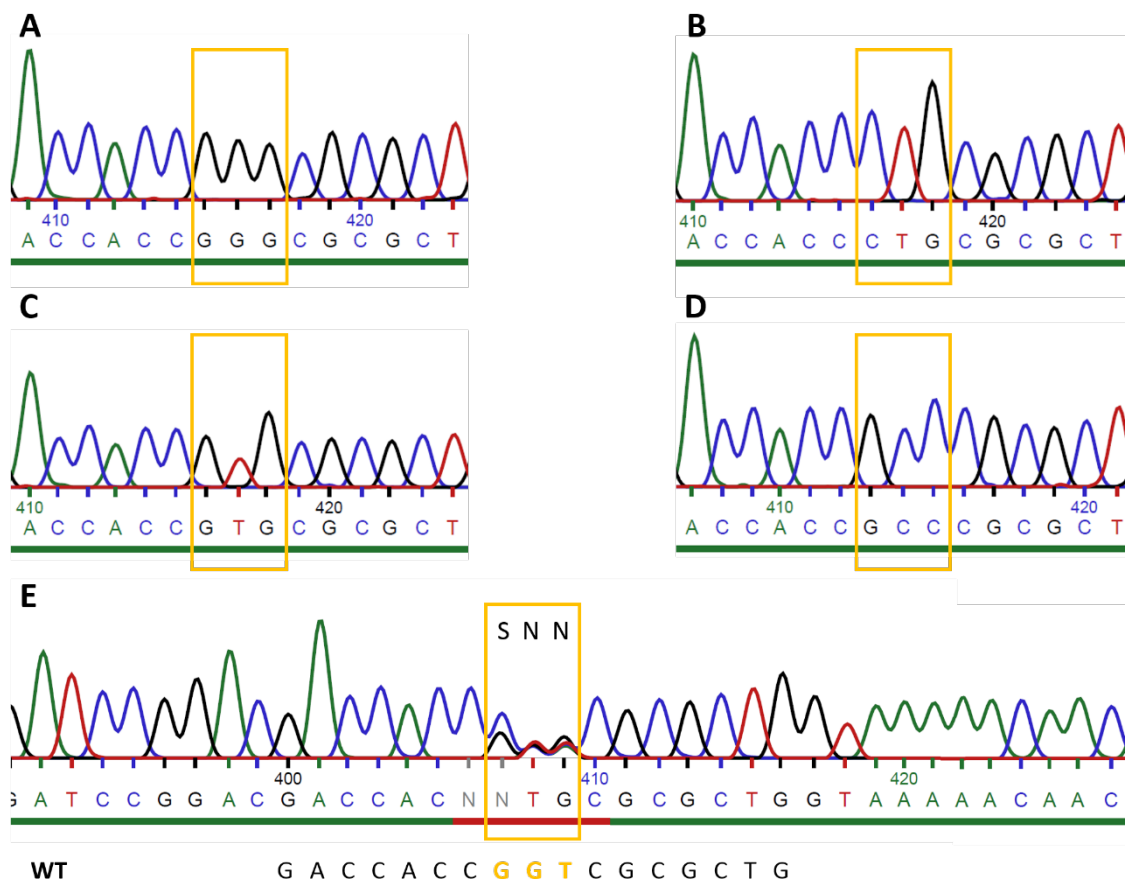 A
410 420
A C C A C C G G G C G C G C T
B
410 420
A C C A C C C T G C G C G C T
C
410 420
A C C A C C G T G C G C G C T
D
410 420
A C C A C C G C C C G C G C T
E
S N N
400 410 420
G A T C C G G A C G A C C A C N N T G C G C G C T G G T A A A A A C A A C
WT G A C C A C C G G T C G C G C T G